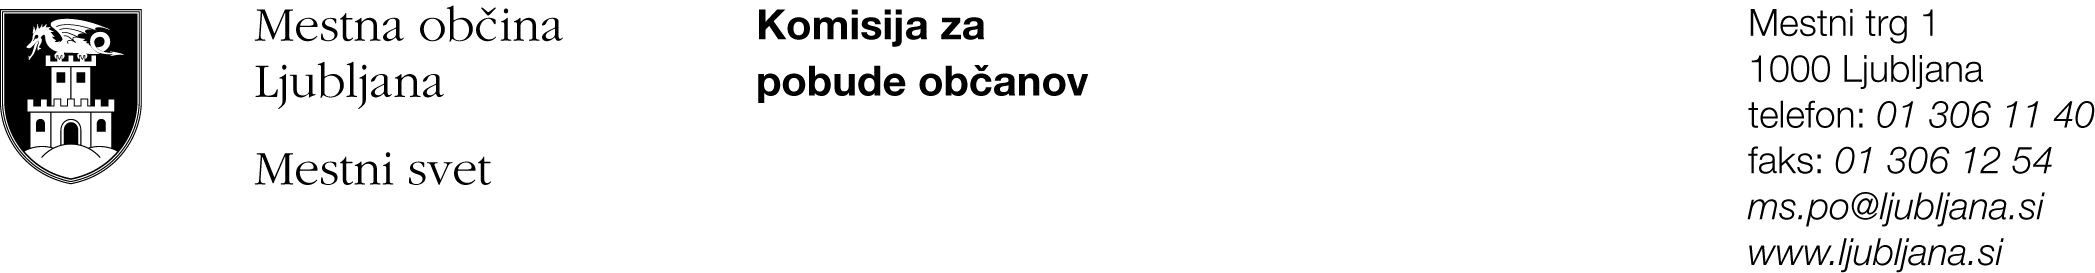 Mestna občina
Ljubljana
Mestni svet
Komisija za
pobude občanov
Mestni trg 1
1000 Ljubljana
telefon: 01 306 11 40
faks: 01 306 12 54
ms.po@ljubljana.si
www.ljubljana.si